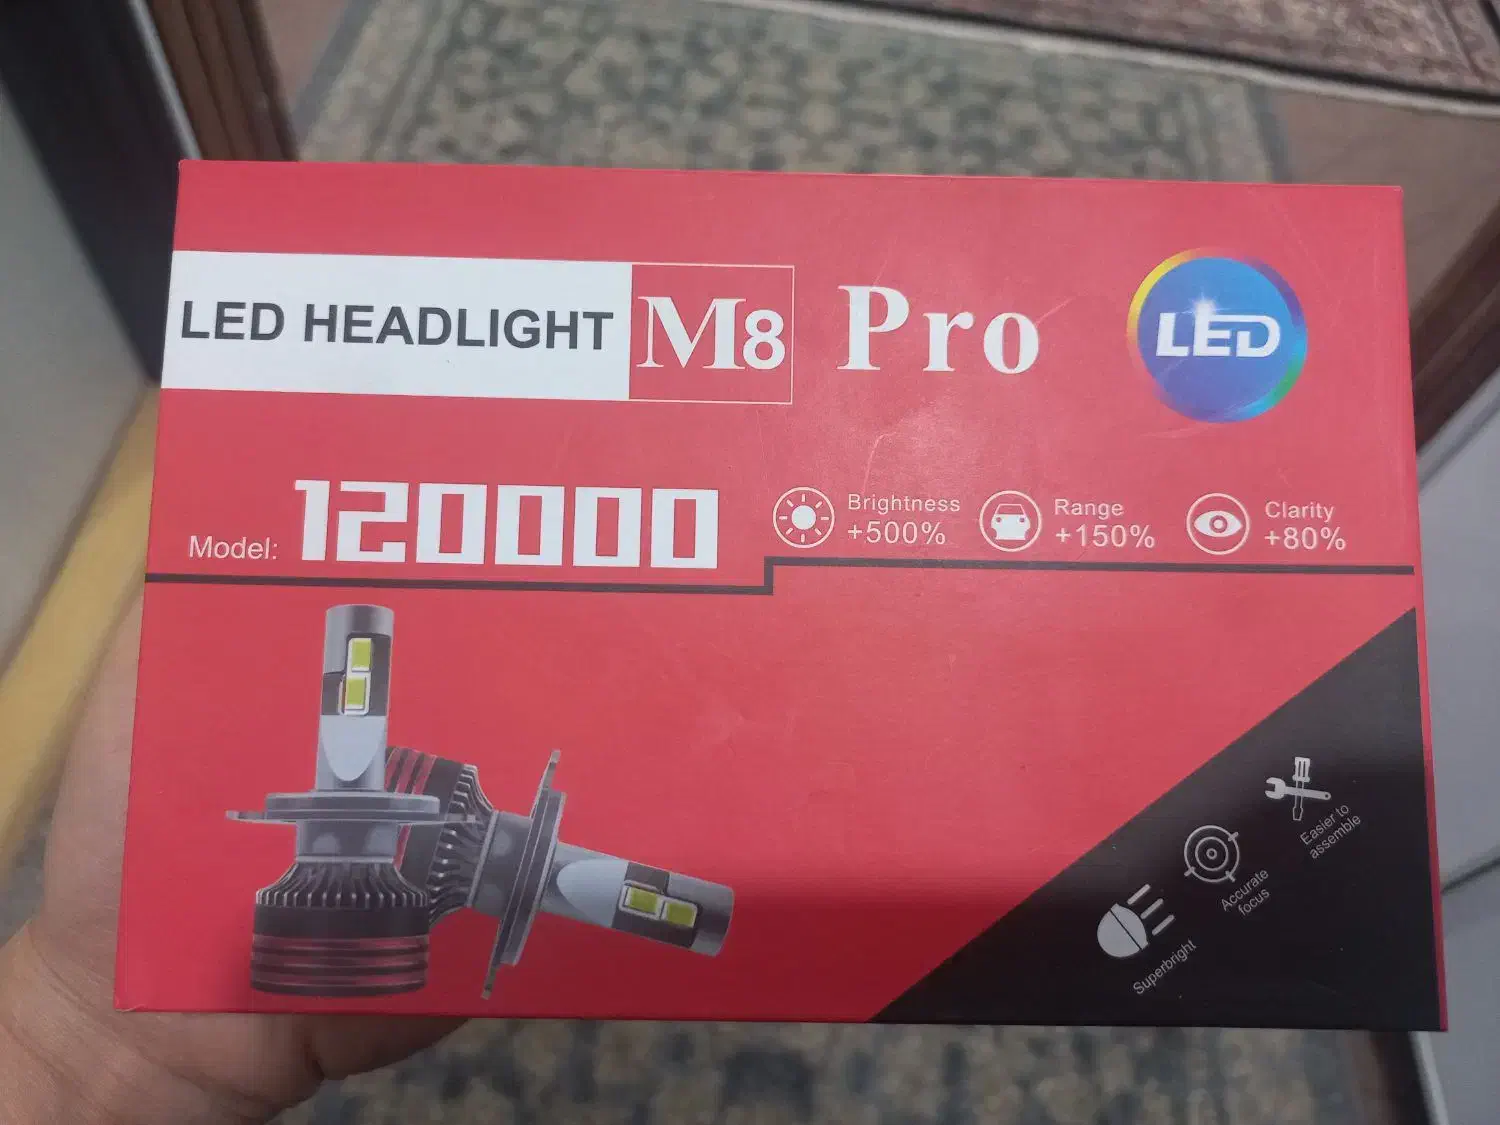 LED HEADLIGHT M8 Pro
LED
Model: 120000
Brightness
+500%
Range
+150%
Clarity
+80%
Easier to
assemble
Accurate
focus
Superbright